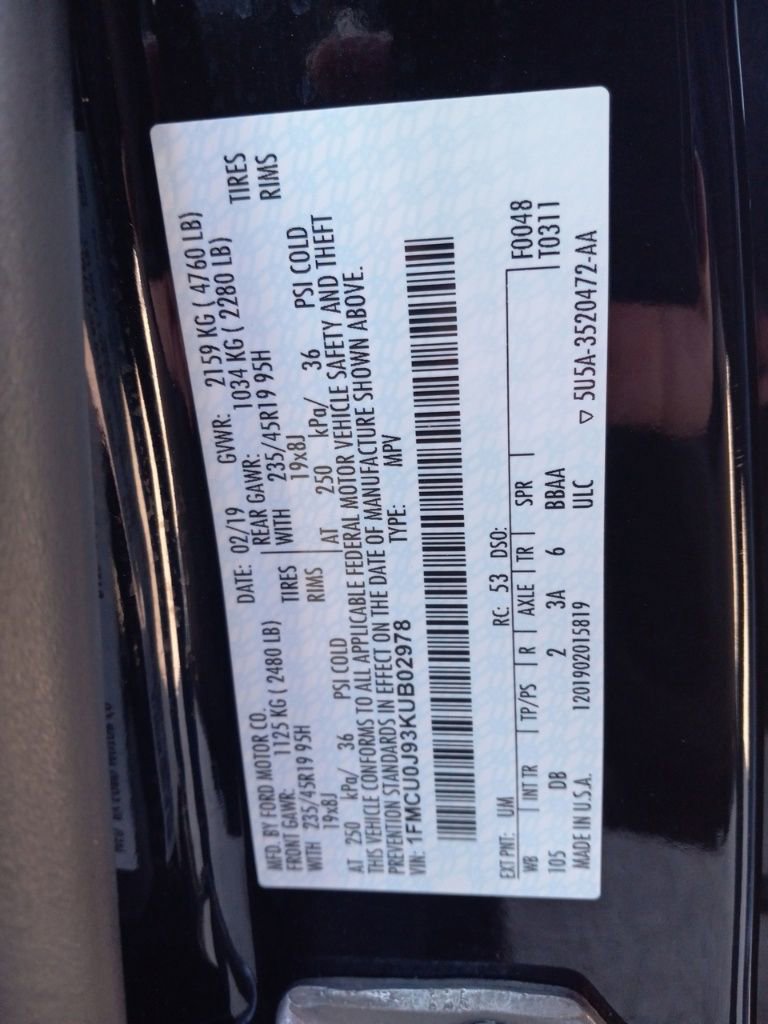 MFD. BY FORD MOTOR CO.
DATE: 02/19 GVWR: 2159 KG ( 4760 LB)
FRONT GAWR: 1125 KG ( 2480 LB)
REAR GAWR: 1034 KG ( 2280 LB)
WITH 235/45R19 95H TIRES
WITH 235/45R19 95H TIRES
19x8J RIMS
19x8J RIMS
AT 250 kPa/ 36 PSI COLD
AT 250 kPa/ 36 PSI COLD
THIS VEHICLE CONFORMS TO ALL APPLICABLE FEDERAL MOTOR VEHICLE SAFETY AND THEFT
PREVENTION STANDARDS IN EFFECT ON THE DATE OF MANUFACTURE SHOWN ABOVE.
VIN: 1FMCU0J93KUB02978 TYPE: MPV
EXT PNT: UM RC: 53 DSO:
WB INT TR TP/PS R AXLE TR SPR F0048
105 DB 2 3A 6 BBAA T0311
MADE IN U.S.A. 1201902015819 ULC ▽ 5U5A-3520472-AA